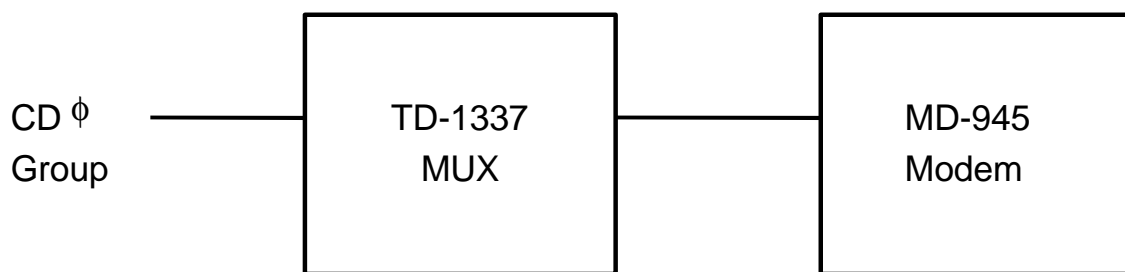 CD ϕ
Group
TD-1337
MUX
MD-945
Modem